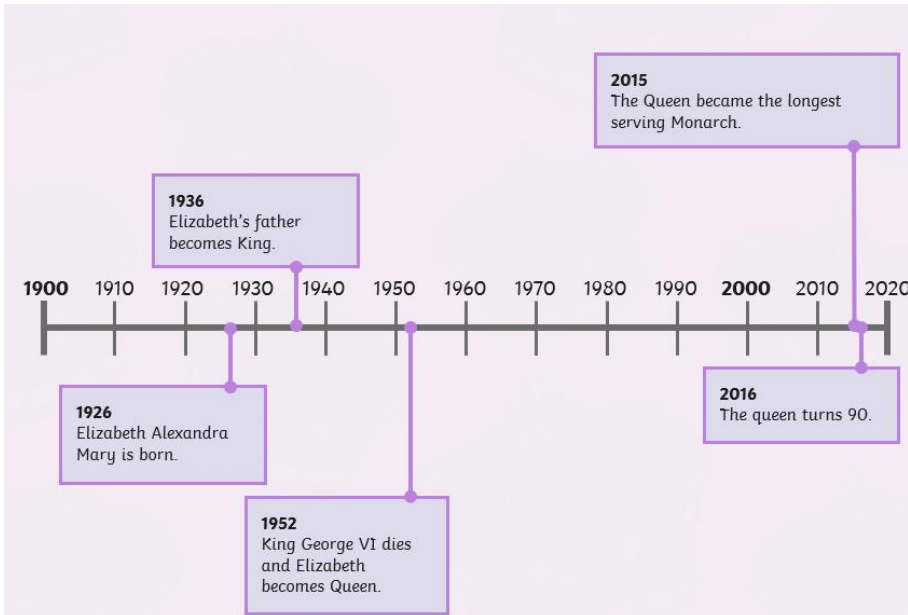 2015
The Queen became the longest
serving Monarch.
1936
Elizabeth's father
becomes King.
1900 1910 1920 1930 1940 1950 1960 1970 1980 1990 2000 2010 2020
1926
Elizabeth Alexandra
Mary is born.
2016
The queen turns 90.
1952
King George VI dies
and Elizabeth
becomes Queen.